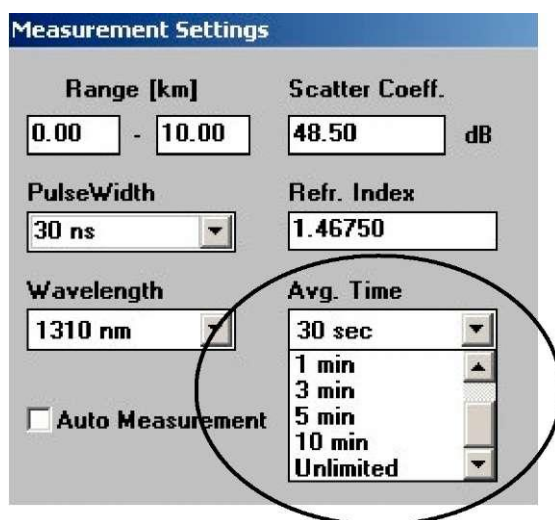 Measurement Settings
Range [km]
0.00 - 10.00
Scatter Coeff.
48.50 dB
PulseWidth
30 ns
Refr. Index
1.46750
Wavelength
1310 nm
Avg. Time
30 sec
1 min
3 min
5 min
10 min
Unlimited
Auto Measurement